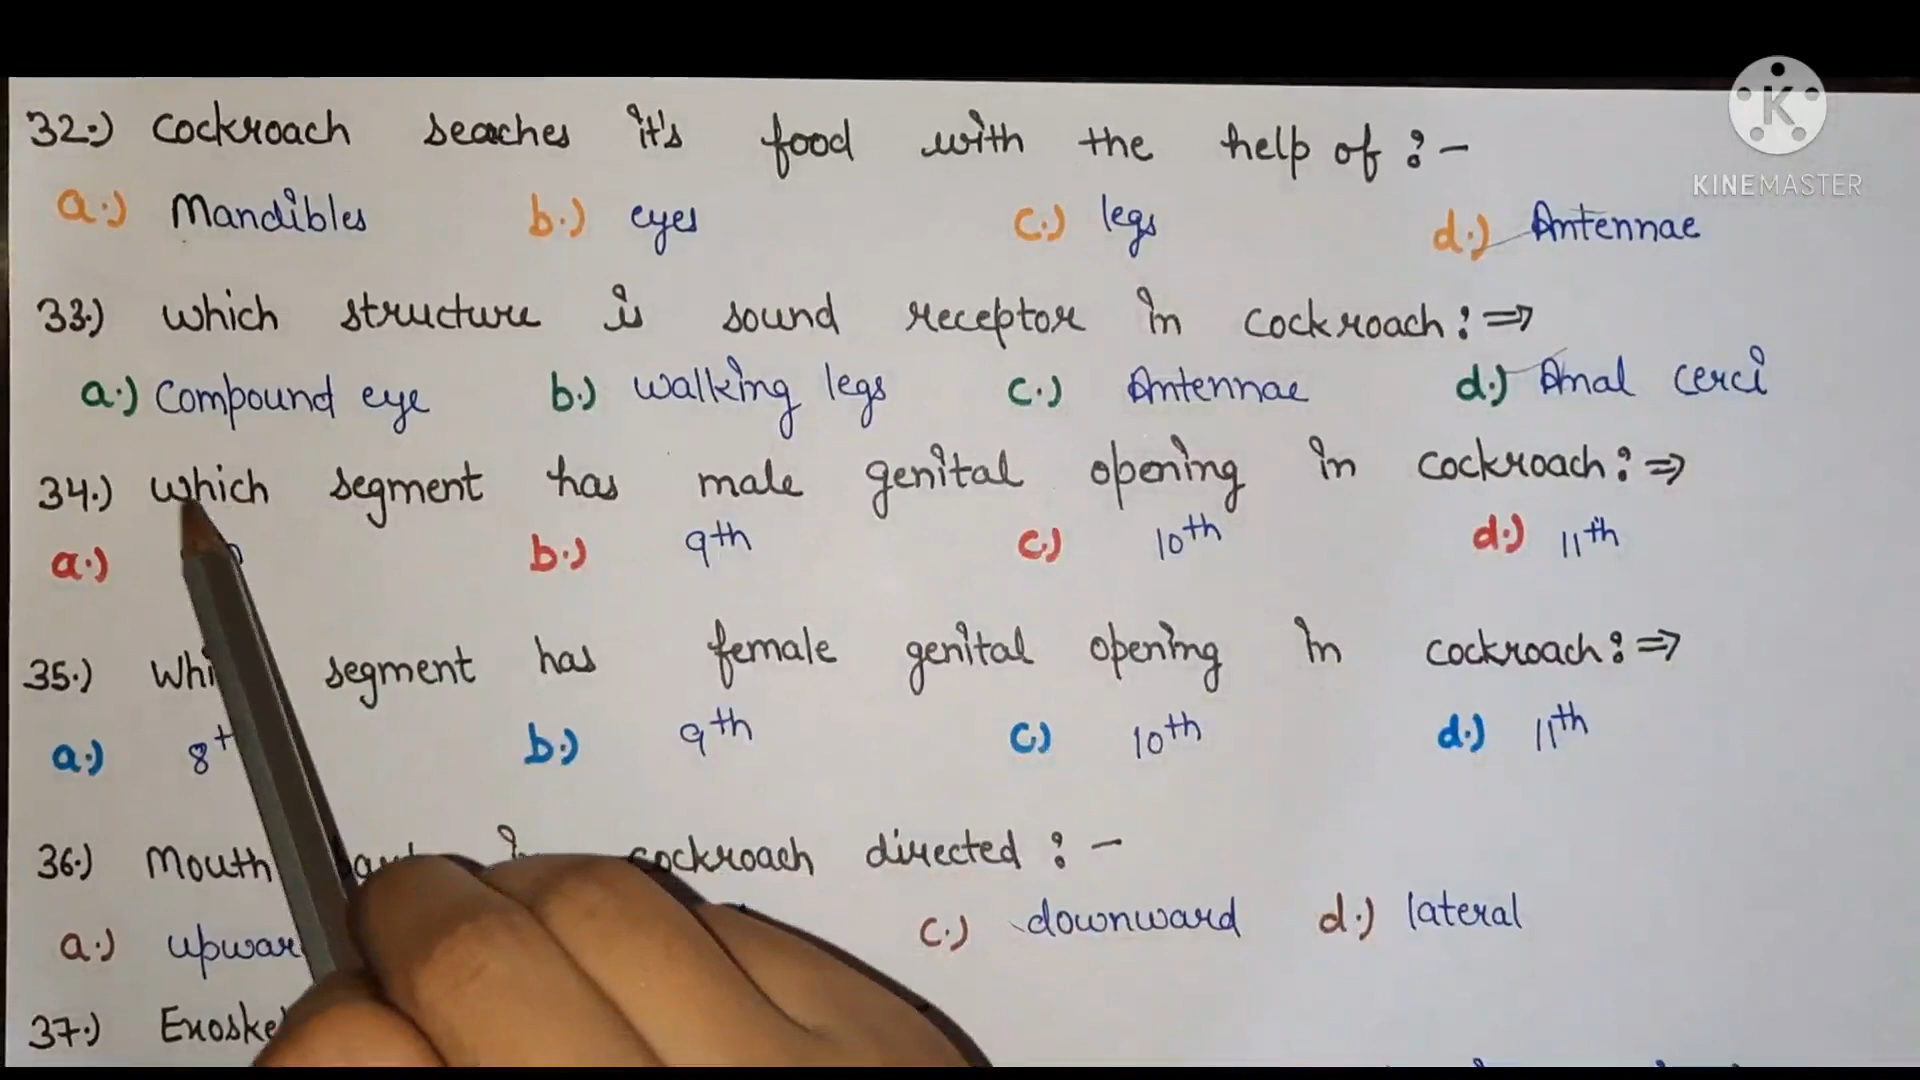 32.) Cockroach seaches it's food with the help of :-
a.) Mandibles b.) eyes c.) legs d.) Antennae
33.) Which structure is sound receptor in cockroach :⇒
a.) Compound eye b.) walking legs c.) Antennae d.) Anal cerci
34.) Which segment has male genital opening in cockroach :⇒
a.) b.) 9th c.) 10th d.) 11th
35.) segment has female genital opening in cockroach :⇒
a.) b.) 9th c.) 10th d.) 11th
36.) Mouth cockroach directed :-
a.) c.) downward d.) lateral
37.)
KINEMASTER